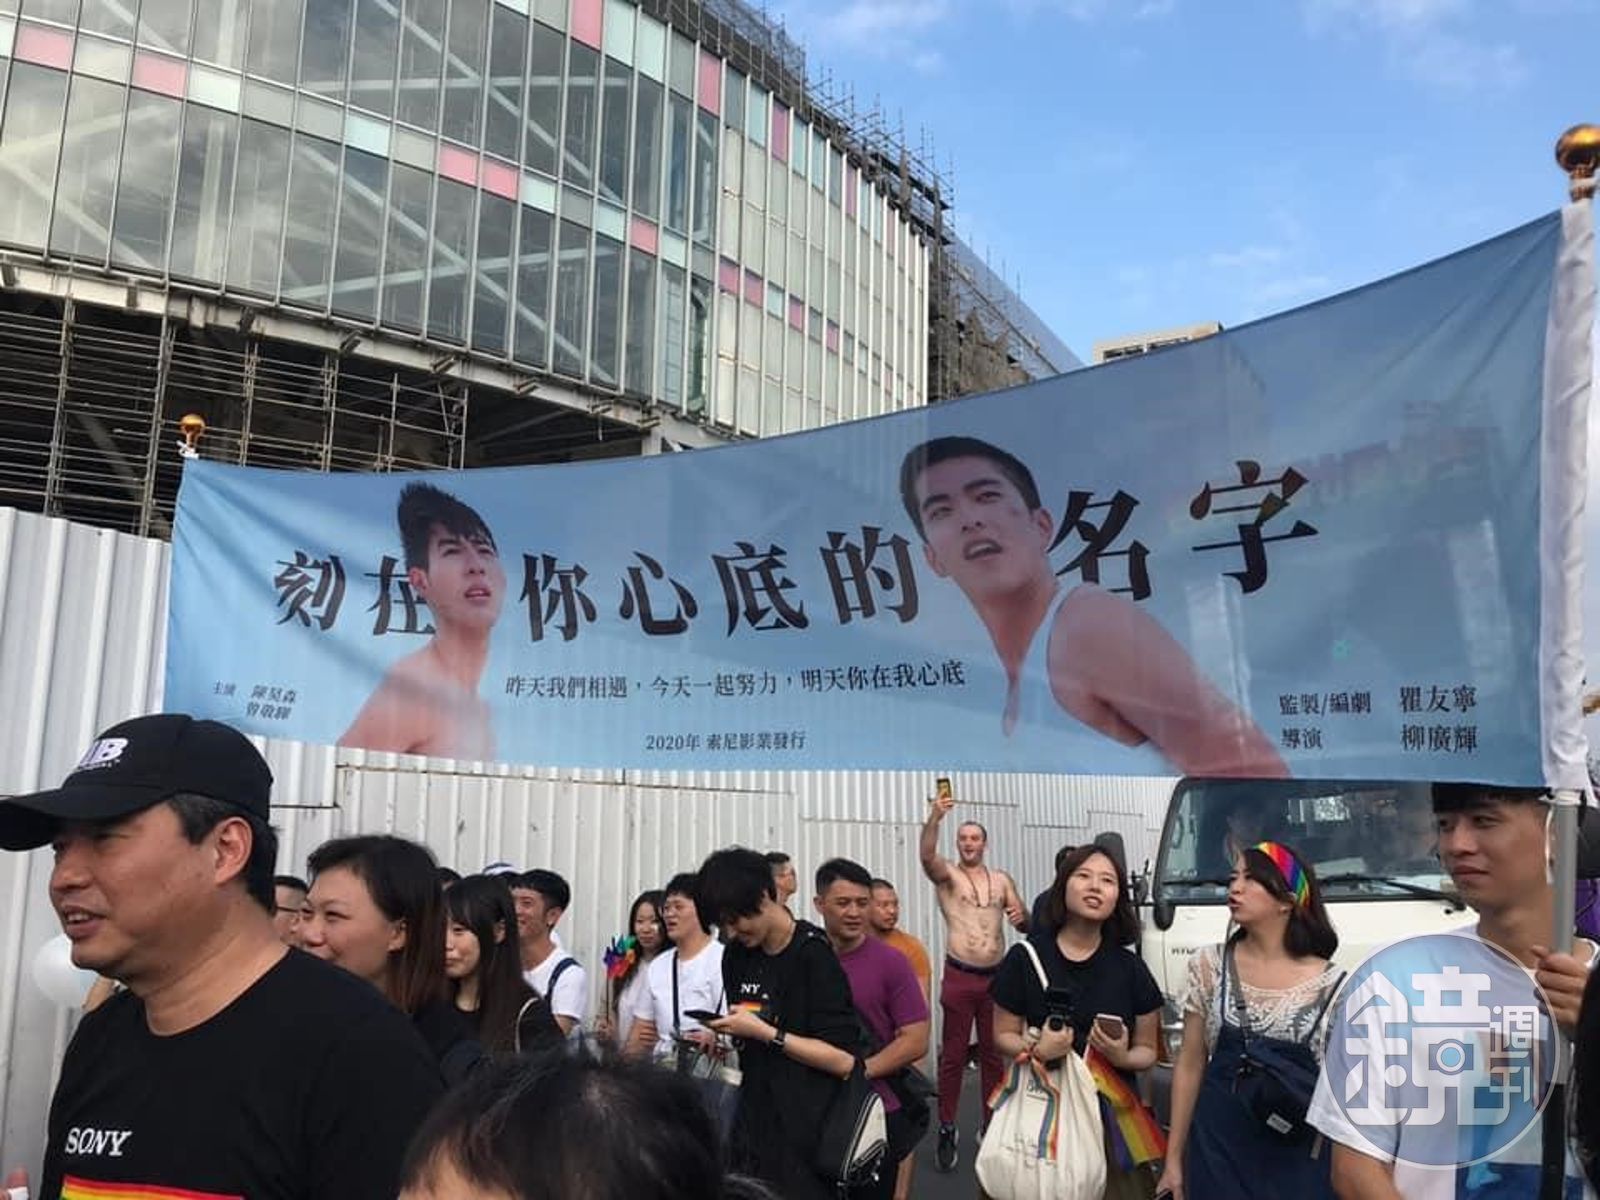 刻在你心底的名字
昨天我們相遇，今天一起努力，明天你在我心底
主演 陳昊森
曾敬驊
2020年 索尼影業發行
監製/編劇 瞿友寧
導演 柳廣輝
SONY
NY
鏡週刊